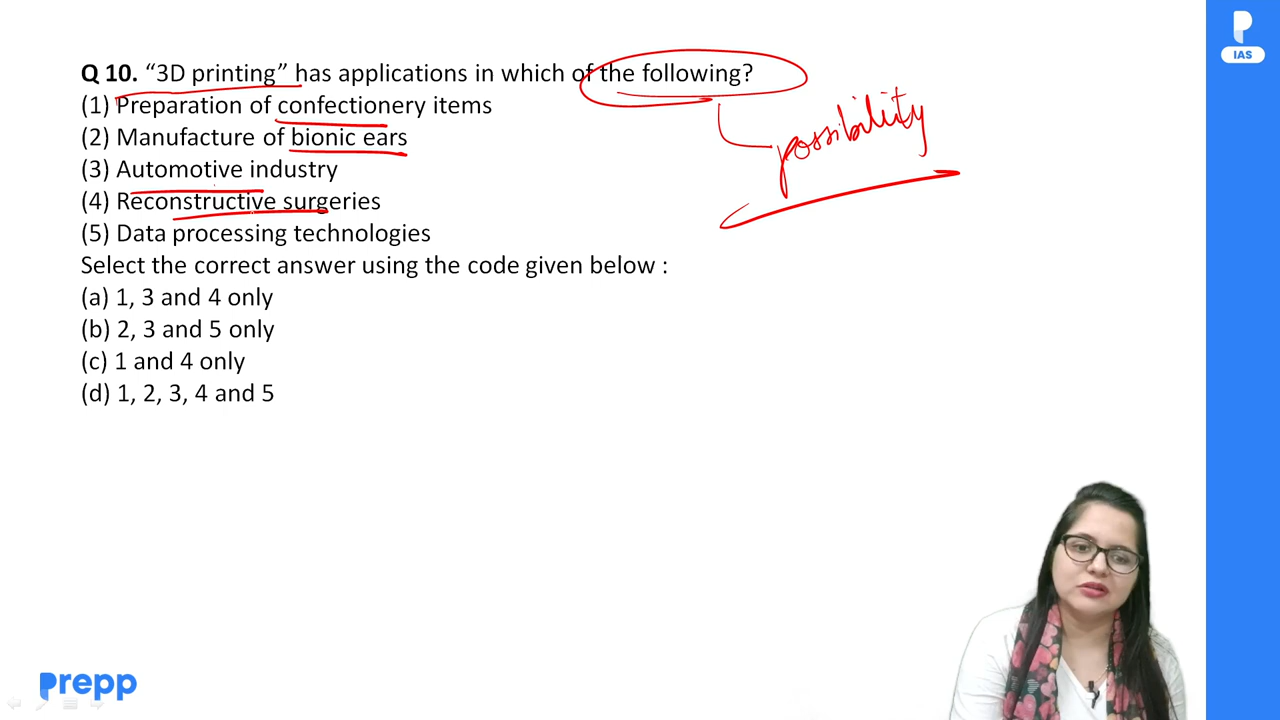 Q 10. “3D printing” has applications in which of the following?
(1) Preparation of confectionery items
(2) Manufacture of bionic ears
(3) Automotive industry
(4) Reconstructive surgeries
(5) Data processing technologies
Select the correct answer using the code given below :
(a) 1, 3 and 4 only
(b) 2, 3 and 5 only
(c) 1 and 4 only
(d) 1, 2, 3, 4 and 5
possibility
IAS
prepp